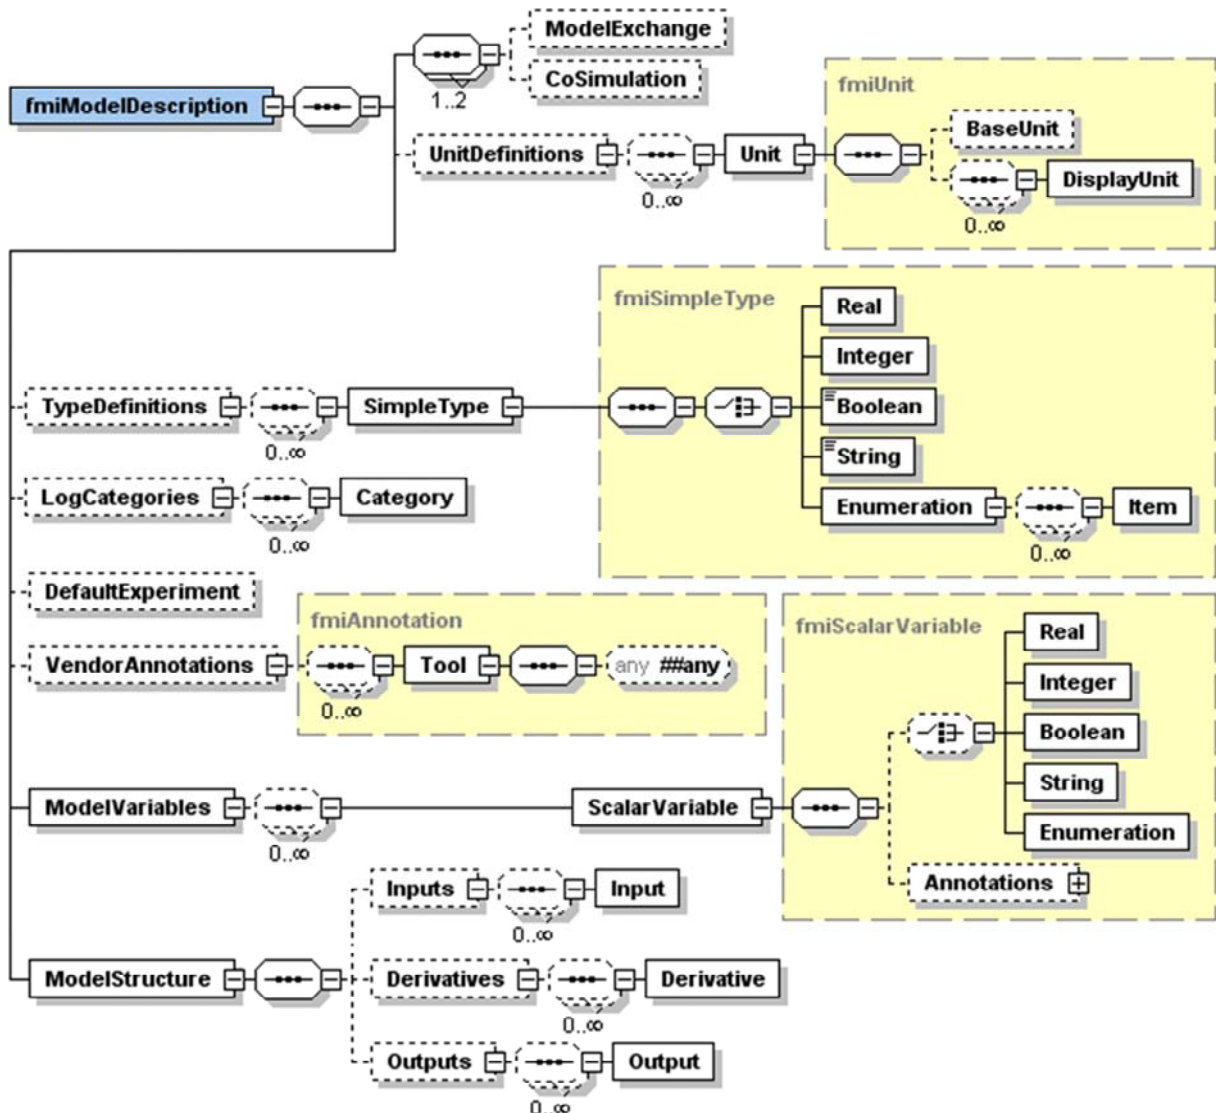 ModelExchange
fmiModelDescription
CoSimulation
1..2
fmiUnit
UnitDefinitions
0..∞
Unit
BaseUnit
DisplayUnit
0..∞
fmiSimpleType
TypeDefinitions
0..∞
SimpleType
Real
Integer
Boolean
String
Enumeration
0..∞
Item
LogCategories
0..∞
Category
DefaultExperiment
fmiAnnotation
VendorAnnotations
0..∞
Tool
any ##any
fmiScalarVariable
ModelVariables
0..∞
ScalarVariable
Real
Integer
Boolean
String
Enumeration
Annotations
ModelStructure
Inputs
0..∞
Input
Derivatives
0..∞
Derivative
Outputs
0..∞
Output